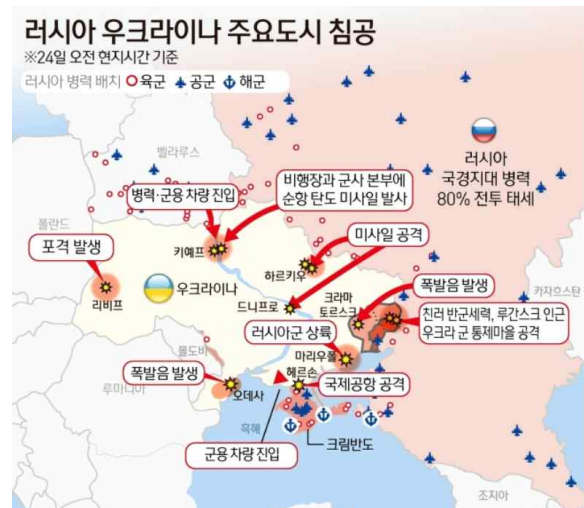 러시아 우크라이나 주요도시 침공
※24일 오전 현지시간 기준
러시아 병력 배치 육군 공군 해군
벨라루스
러시아
국경지대 병력
80% 전투 태세
병력·군용 차량 진입
비행장과 군사 본부에
순항 탄도 미사일 발사
폴란드
포격 발생
키예프
미사일 공격
하르키우
리비프
우크라이나
드니프로
크라마
토르스크
폭발음 발생
카자흐스탄
친러 반군세력, 루간스크 인근
우크라 군 통제마을 공격
러시아군 상륙
몰도바
마리우폴
루마니아
폭발음 발생
오데사
헤르손
국제공항 공격
흑해
군용 차량 진입
크림반도
조지아